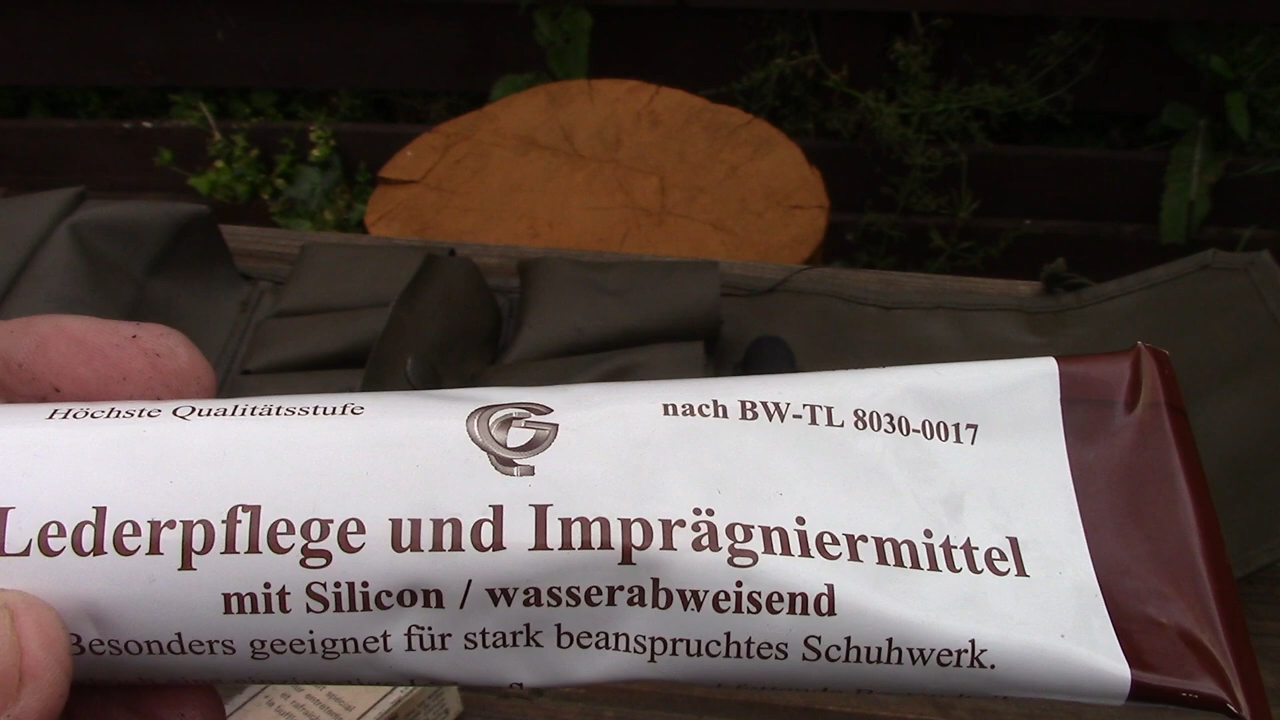 Höchste Qualitätsstufe
nach BW-TL 8030-0017
Lederpflege und Imprägniermittel
mit Silicon / wasserabweisend
Besonders geeignet für stark beanspruchtes Schuhwerk.